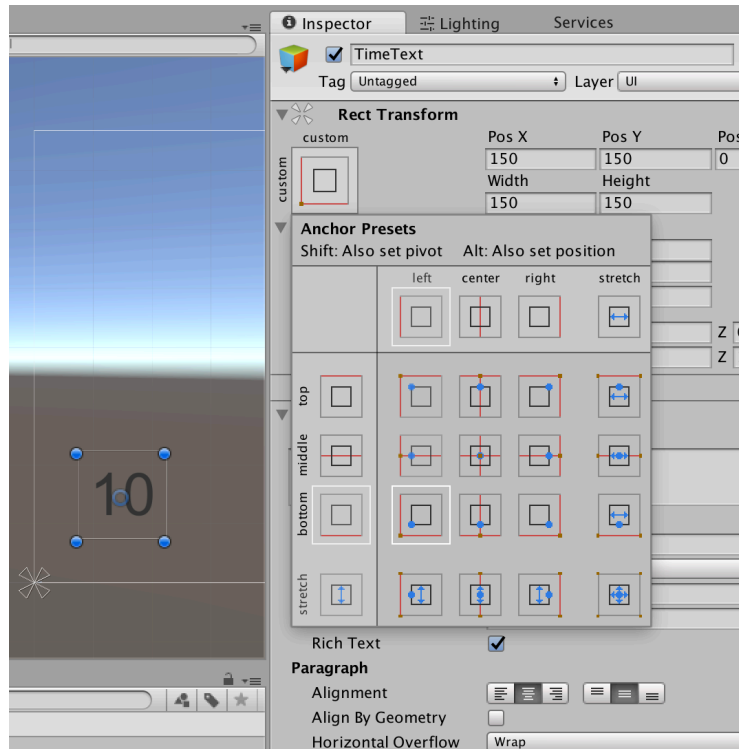 Inspector Lighting Services
TimeText
Tag Untagged Layer UI
Rect Transform
custom Pos X Pos Y Pos
custom 150 150 0
Width Height
150 150
Anchor Presets
Shift: Also set pivot Alt: Also set position
left center right stretch
Z
Z
top
middle
10
bottom
stretch
Rich Text
Paragraph
Alignment
Align By Geometry
Horizontal Overflow Wrap